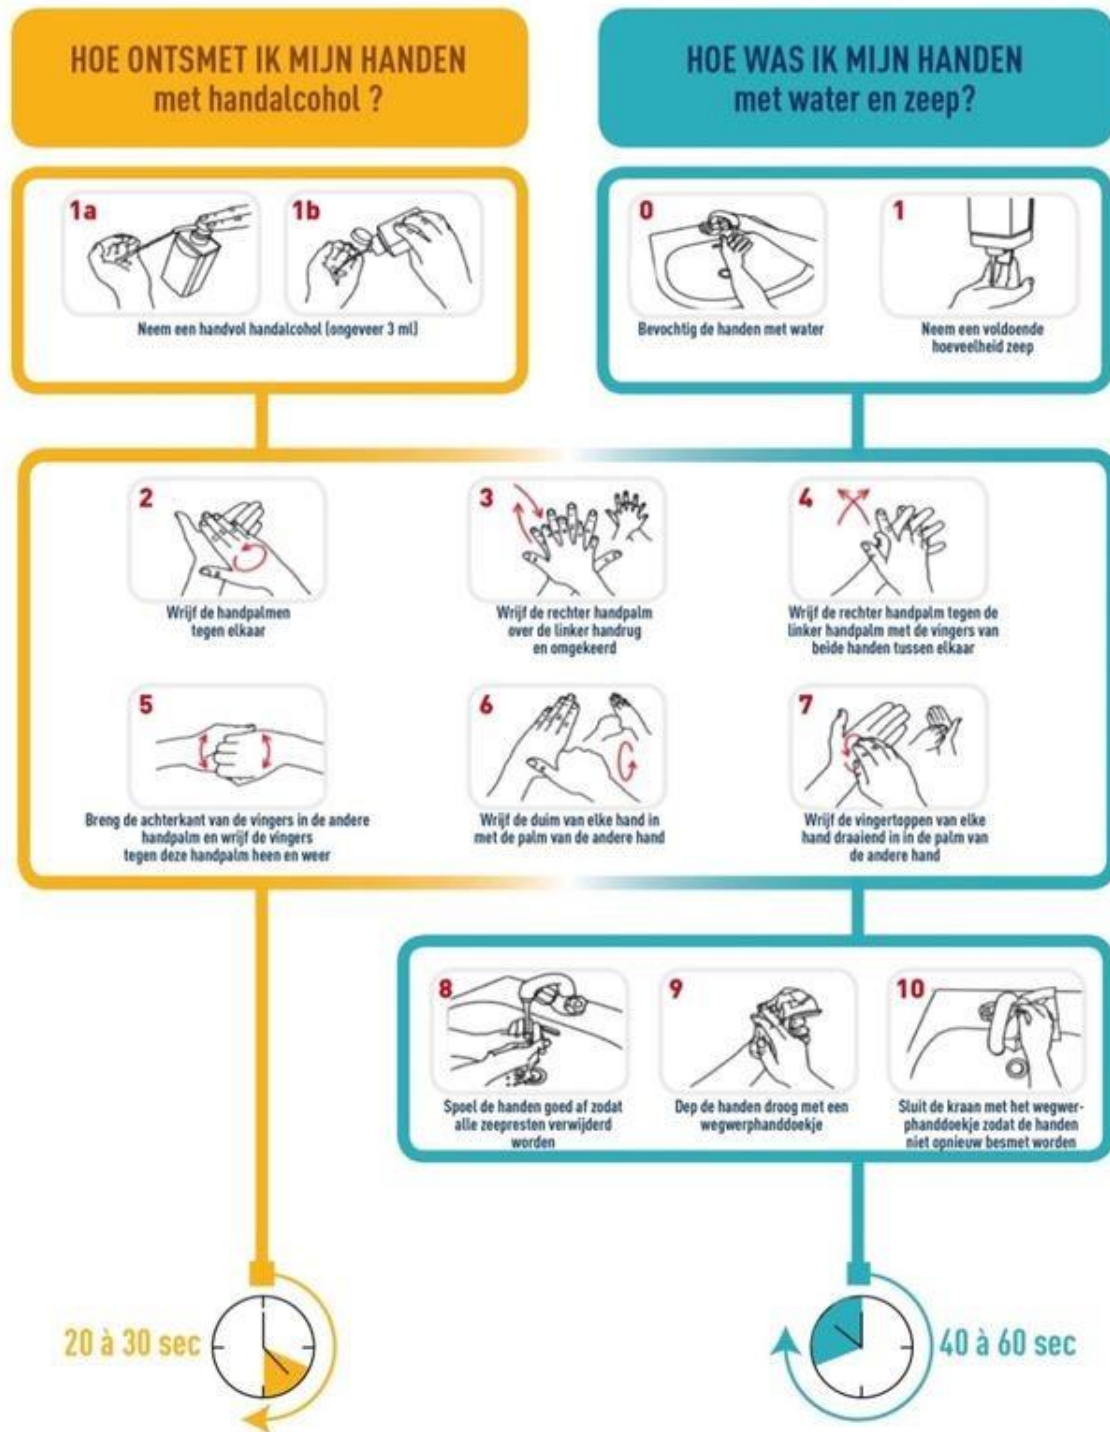 HOE ONTSMET IK MIJN HANDEN
met handalcohol ?
HOE WAS IK MIJN HANDEN
met water en zeep?
1a
1b
Neem een handvol handalcohol (ongeveer 3 ml)
0
Bevochtig de handen met water
1
Neem een voldoende
hoeveelheid zeep
2
Wrijf de handpalmen
tegen elkaar
3
Wrijf de rechter handpalm
over de linker handrug
en omgekeerd
4
Wrijf de rechter handpalm tegen de
linker handpalm met de vingers van
beide handen tussen elkaar
5
Breng de achterkant van de vingers in de andere
handpalm en wrijf de vingers
tegen deze handpalm heen en weer
6
Wrijf de duim van elke hand in
met de palm van de andere hand
7
Wrijf de vingertoppen van elke
hand draaiend in in de palm van
de andere hand
8
Spoel de handen goed af zodat
alle zeepresten verwijderd
worden
9
Dep de handen droog met een
wegwerphanddoekje
10
Sluit de kraan met het wegwer-
phanddoekje zodat de handen
niet opnieuw besmet worden
20 à 30 sec
40 à 60 sec